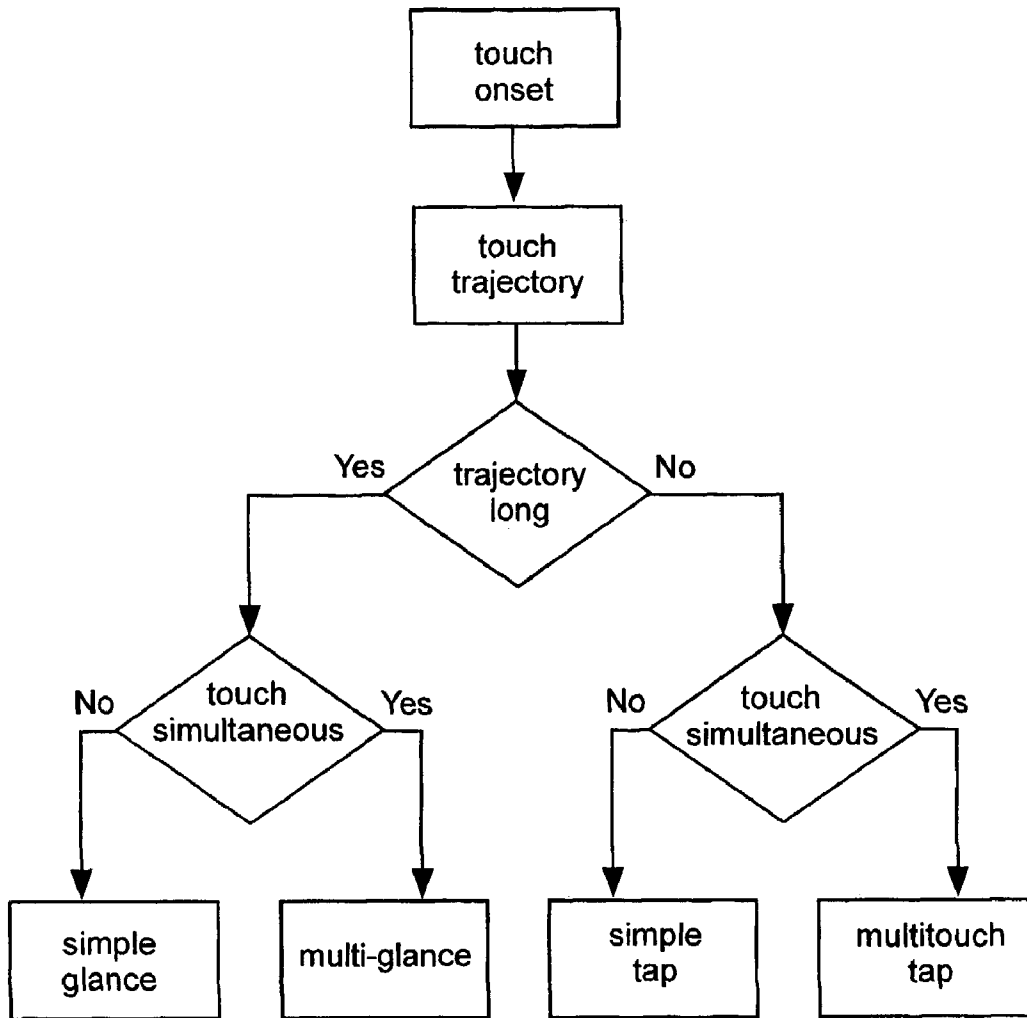 touch
onset
touch
trajectory
Yes
trajectory
long
No
No
touch
simultaneous
Yes
No
touch
simultaneous
Yes
simple
glance
multi-glance
simple
tap
multitouch
tap